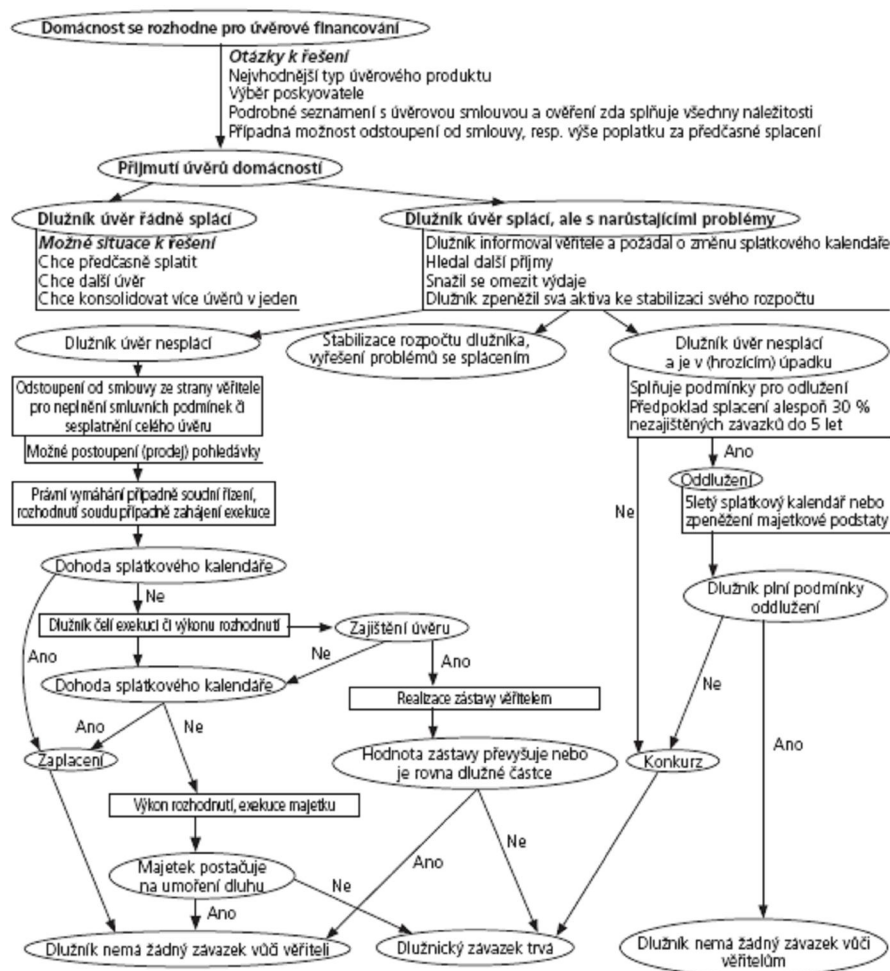 Domácnost se rozhodne pro úvěrové financování
Otázky k řešení
Nejvhodnější typ úvěrového produktu
Výběr poskyovatele
Podrobné seznámení s úvěrovou smlouvou a ověření zda splňuje všechny náležitosti
Případná možnost odstoupení od smlouvy, resp. výše poplatku za předčasné splacení
Přijmutí úvěrů domácností
Dlužník úvěr řádně splácí
Možné situace k řešení
Chce předčasně splatit
Chce další úvěr
Chce konsolidovat více úvěrů v jeden
Dlužník úvěr splácí, ale s narůstajícími problémy
Dlužník informoval věřitele a požádal o změnu splátkového kalendáře
Hledal další příjmy
Snažil se omezit výdaje
Dlužník zpeněžil svá aktiva ke stabilizaci svého rozpočtu
Dlužník úvěr nesplácí
Stabilizace rozpočtu dlužníka,
vyřešení problémů se splácením
Dlužník úvěr nesplácí
a je v (hrozícím) úpadku
Odstoupení od smlouvy ze strany věřitele
pro neplnění smluvních podmínek či
sesplatnění celého úvěru
Možné postoupení (prodej) pohledávky
Splňuje podmínky pro odlužení
Předpoklad splacení alespoň 30 %
nezajištěných závazků do 5 let
Ano
Oddlužení
Ne
5letý splátkový kalendář nebo
zpeněžení majetkové podstaty
Právní vymáhání případně soudní řízení,
rozhodnutí soudu případně zahájení exekuce
Dohoda splátkového kalendáře
Dlužník plní podmínky
oddlužení
Ne
Dlužník čelí exekuci či výkonu rozhodnutí
Zajištění úvěru
Ano
Ne
Ano
Dohoda splátkového kalendáře
Realizace zástavy věřitelem
Ne
Ano
Ne
Ano
Zaplacení
Hodnota zástavy převyšuje nebo
je rovna dlužné částce
Konkurz
Výkon rozhodnutí, exekuce majetku
Majetek postačuje
na umoření dluhu
Ano
Ne
Ne
Ano
Dlužník nemá žádný závazek vůči věřiteli
Dlužnický závazek trvá
Dlužník nemá žádný závazek vůči
věřitelům